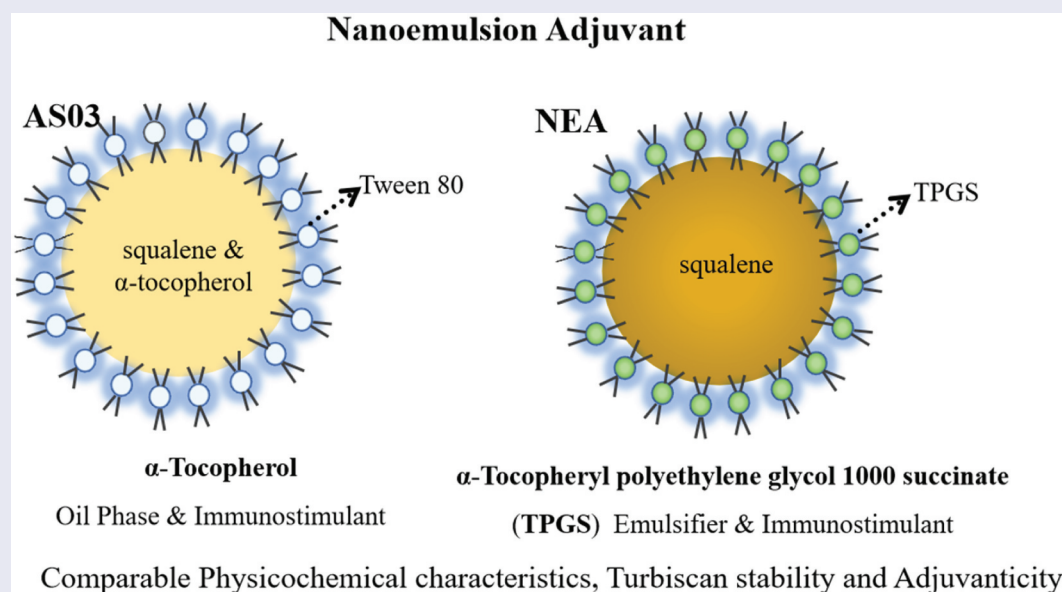 Nanoemulsion Adjuvant
AS03
Tween 80
squalene &
α-tocopherol
α-Tocopherol
Oil Phase & Immunostimulant
NEA
TPGS
squalene
α-Tocopheryl polyethylene glycol 1000 succinate
(TPGS) Emulsifier & Immunostimulant
Comparable Physicochemical characteristics, Turbiscan stability and Adjuvanticity